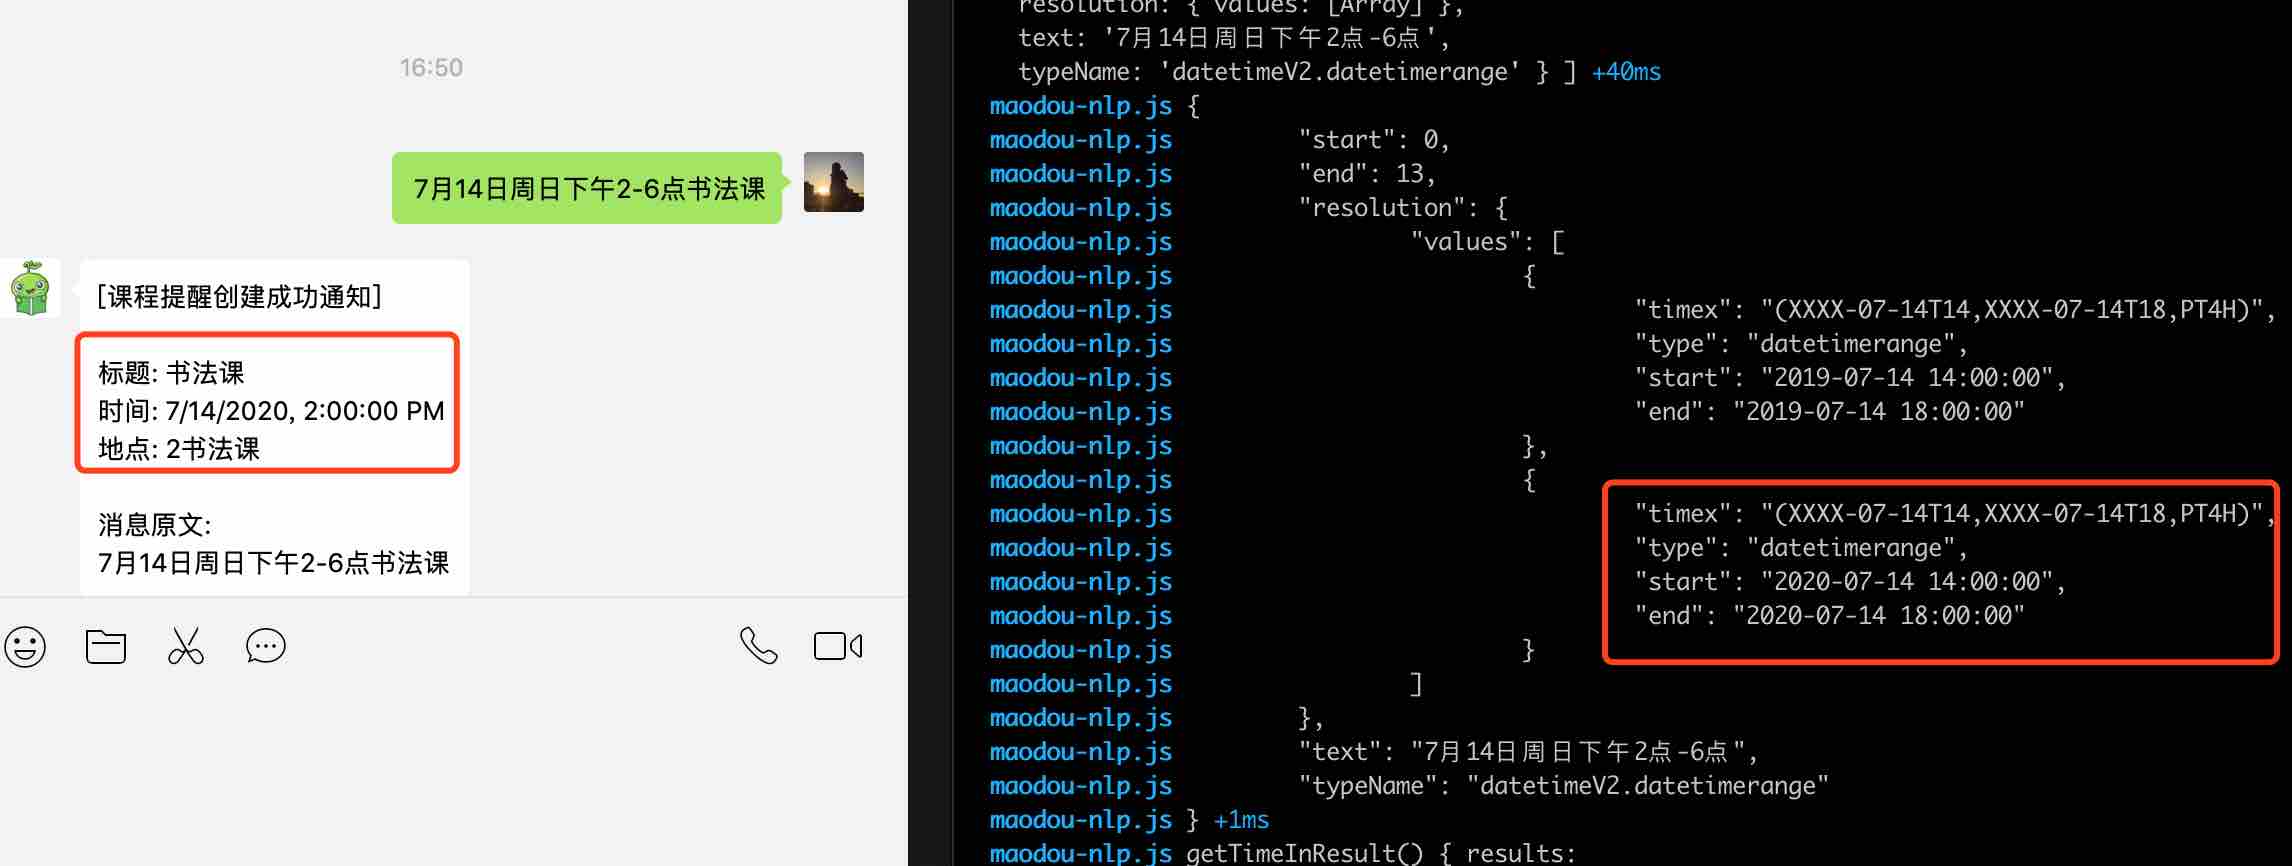 16:50
7月14日周日下午2-6点书法课
[课程提醒创建成功通知]
标题: 书法课
时间: 7/14/2020, 2:00:00 PM
地点: 2书法课
消息原文:
7月14日周日下午2-6点书法课
resolution: { values: [Array] },
text: '7月14日周日下午2点-6点',
typeName: 'datetimeV2.datetimerange' } ] +40ms
maodou-nlp.js {
maodou-nlp.js "start": 0,
maodou-nlp.js "end": 13,
maodou-nlp.js "resolution": {
maodou-nlp.js "values": [
maodou-nlp.js {
maodou-nlp.js "timex": "(XXXX-07-14T14,XXXX-07-14T18,PT4H)",
maodou-nlp.js "type": "datetimerange",
maodou-nlp.js "start": "2019-07-14 14:00:00",
maodou-nlp.js "end": "2019-07-14 18:00:00"
maodou-nlp.js },
maodou-nlp.js {
maodou-nlp.js "timex": "(XXXX-07-14T14,XXXX-07-14T18,PT4H)",
maodou-nlp.js "type": "datetimerange",
maodou-nlp.js "start": "2020-07-14 14:00:00",
maodou-nlp.js "end": "2020-07-14 18:00:00"
maodou-nlp.js }
maodou-nlp.js ]
maodou-nlp.js },
maodou-nlp.js "text": "7月14日周日下午2点-6点",
maodou-nlp.js "typeName": "datetimeV2.datetimerange"
maodou-nlp.js } +1ms
maodou-nlp.js getTimeInResult() { results: